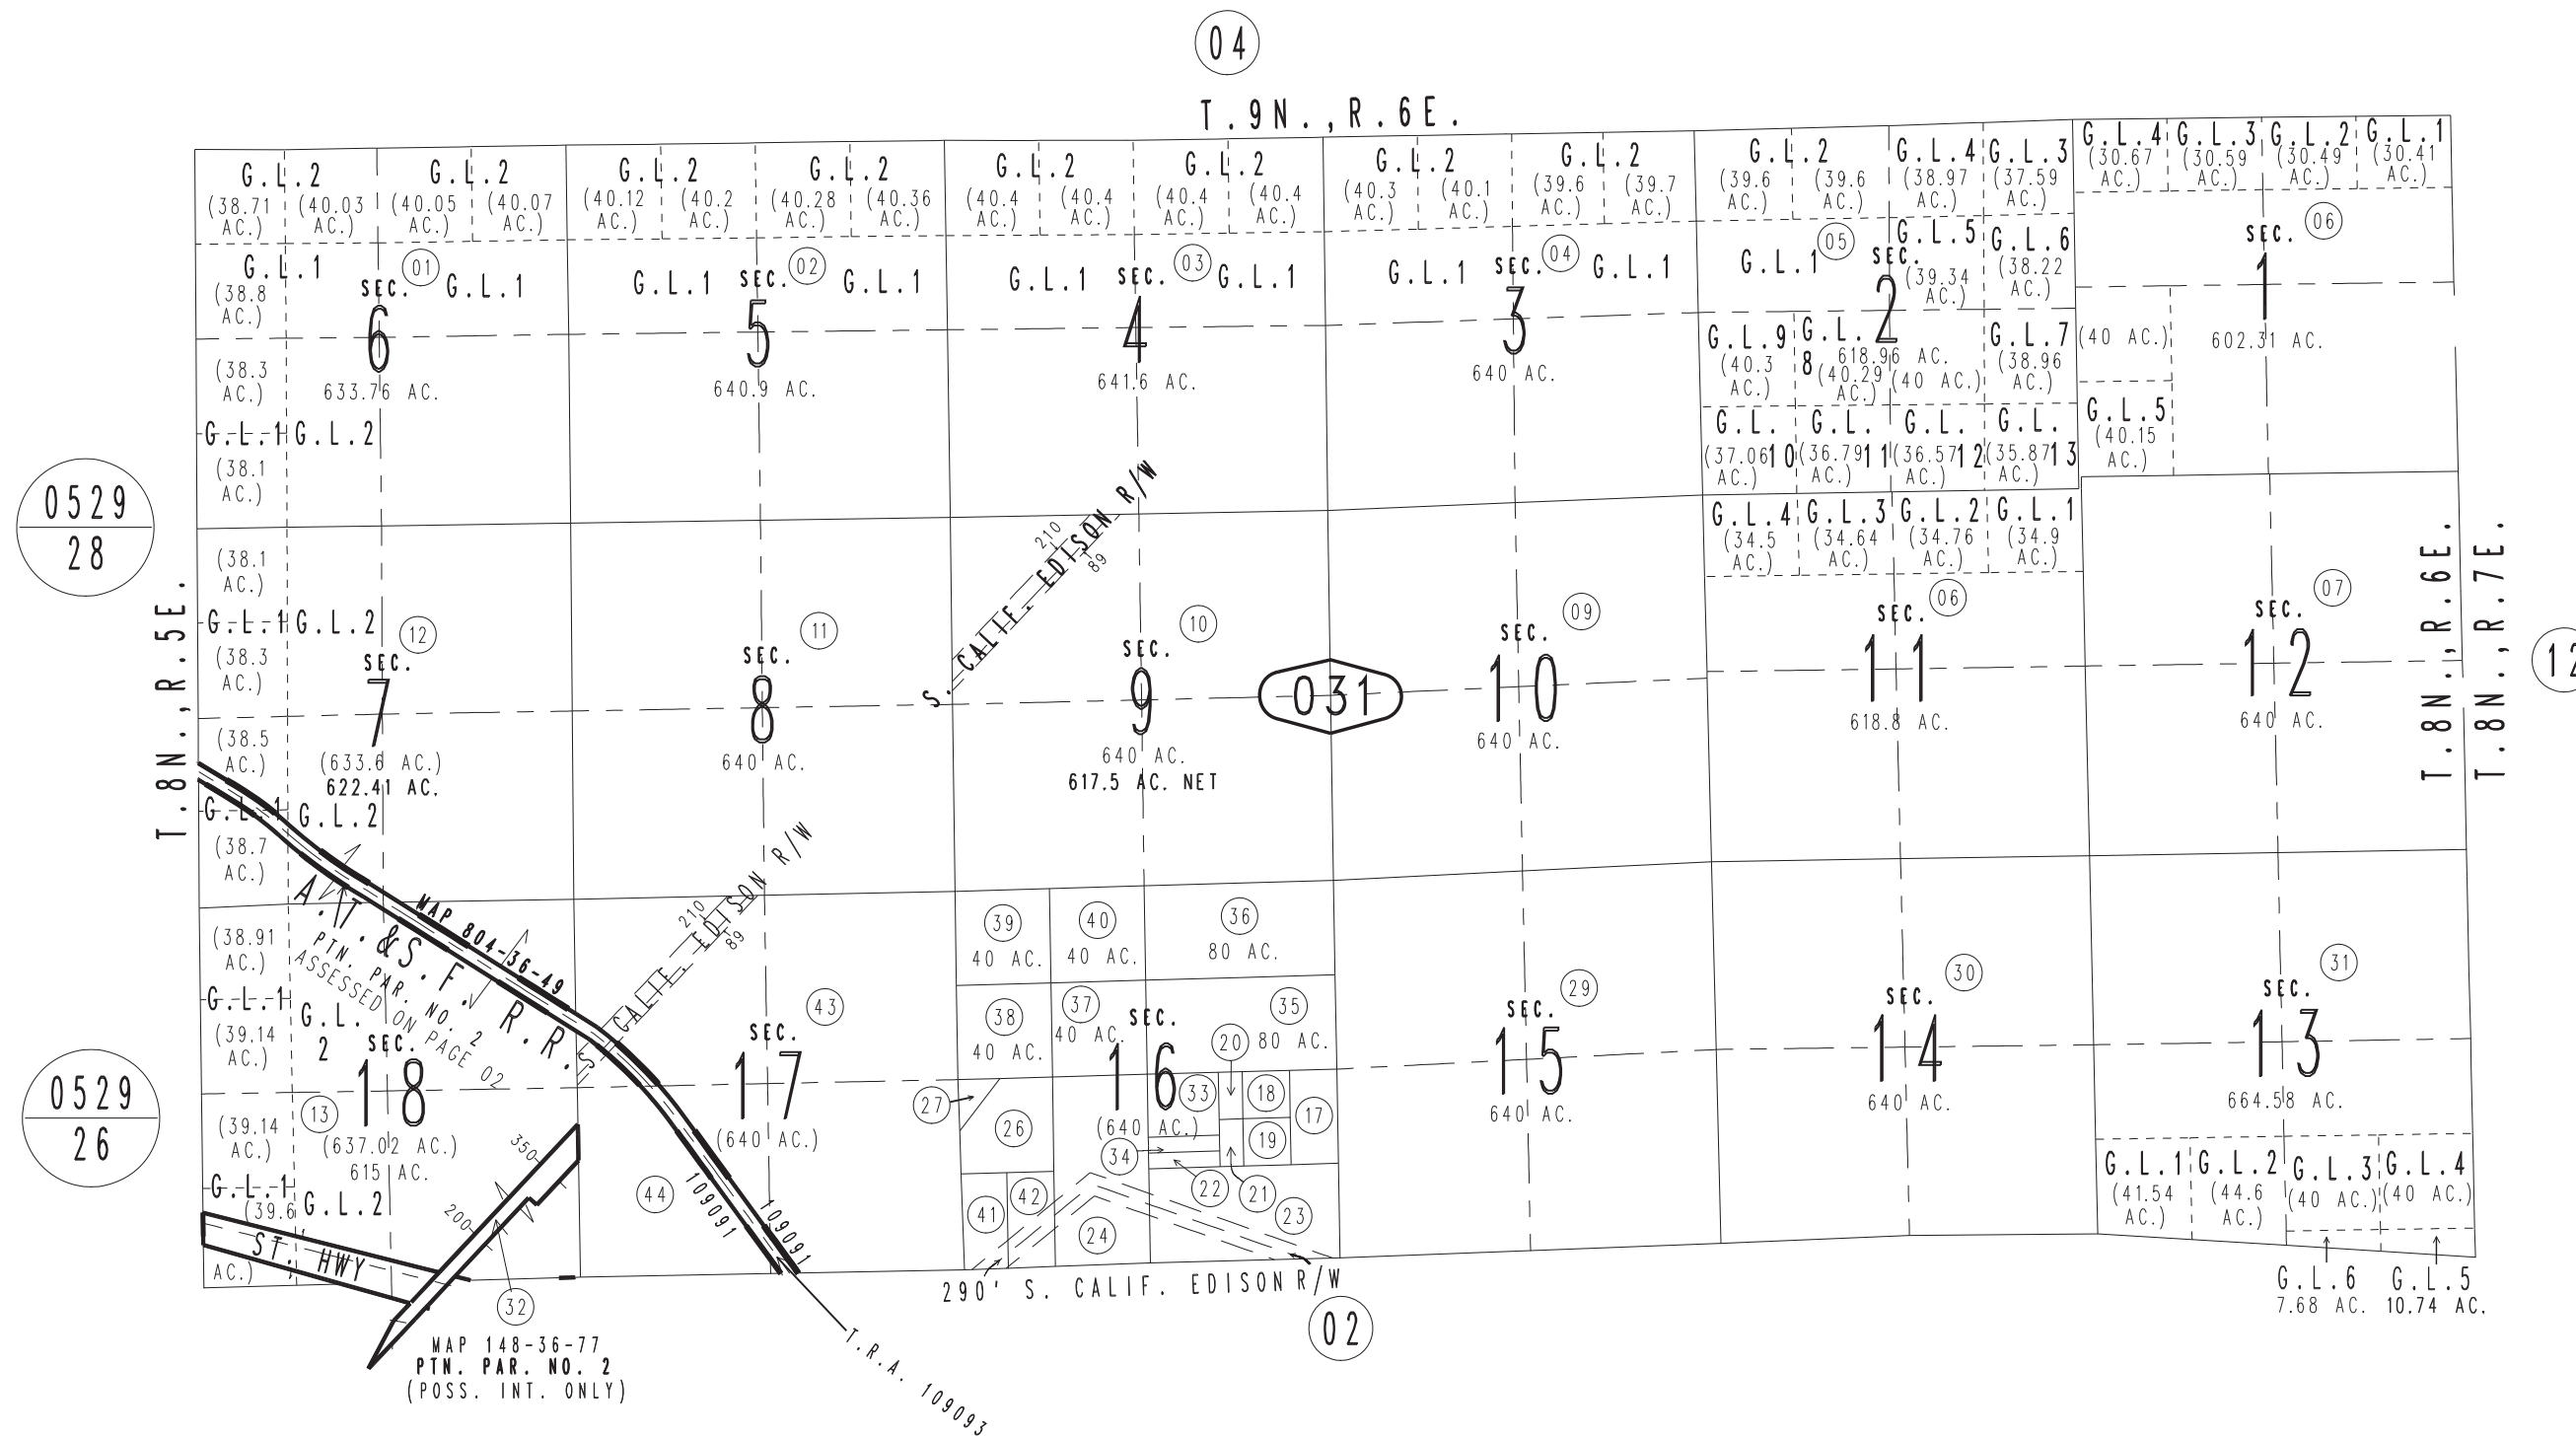 04
T.9N.,R.6E.
G.L.2
(38.71 AC.)
(40.03 AC.)
G.L.2
(40.05 AC.)
(40.07 AC.)
G.L.2
(40.12 AC.)
(40.2 AC.)
G.L.2
(40.28 AC.)
(40.36 AC.)
G.L.2
(40.4 AC.)
(40.4 AC.)
G.L.2
(40.4 AC.)
(40.4 AC.)
G.L.2
(40.3 AC.)
(40.1 AC.)
G.L.2
(39.6 AC.)
(39.7 AC.)
G.L.2
(39.6 AC.)
(39.6 AC.)
G.L.4
(38.97 AC.)
G.L.3
(37.59 AC.)
G.L.4
(30.67 AC.)
G.L.3
(30.59 AC.)
G.L.2
(30.49 AC.)
G.L.1
(30.41 AC.)
G.L.1
(38.8 AC.)
SEC.
01
6
633.76 AC.
G.L.1
(38.3 AC.)
G.L.1
G.L.2
(38.1 AC.)
G.L.1
SEC.
02
5
640.9 AC.
G.L.1
G.L.1
SEC.
03
4
641.6 AC.
G.L.1
G.L.1
SEC.
04
3
640 AC.
G.L.1
G.L.1
05
SEC.
2
618.96 AC.
G.L.5
(39.34 AC.)
G.L.6
(38.22 AC.)
G.L.9
(40.3 AC.)
G.L.
8
(40.29 AC.)
(40 AC.)
G.L.7
(38.96 AC.)
G.L.
10
(37.06 AC.)
G.L.
11
(36.79 AC.)
G.L.
12
(36.57 AC.)
G.L.
13
(35.87 AC.)
SEC.
06
1
602.31 AC.
(40 AC.)
G.L.5
(40.15 AC.)
0529
28
T.8N.,R.5E.
(38.1 AC.)
G.L.1
G.L.2
(38.3 AC.)
12
SEC.
7
(633.6 AC.)
622.41 AC.
(38.5 AC.)
G.L.1
G.L.2
(38.7 AC.)
11
SEC.
8
640 AC.
S. CALIF. EDISON R/W
210
89
10
SEC.
9
640 AC.
617.5 AC. NET
031
09
SEC.
10
640 AC.
G.L.4
(34.5 AC.)
G.L.3
(34.64 AC.)
G.L.2
(34.76 AC.)
G.L.1
(34.9 AC.)
06
SEC.
11
618.8 AC.
07
SEC.
12
640 AC.
T.8N.,R.6E.
T.8N.,R.7E.
12
0529
26
A.T.&S.F. R.R.
MAP 804-36-49
PTN. PAR. NO. 2
ASSESSED ON PAGE 02
(38.91 AC.)
G.L.1
G.L.
2
(39.14 AC.)
SEC.
18
13
(637.02 AC.)
615 AC.
(39.14 AC.)
G.L.1
G.L.2
(39.6
AC.)
ST. HWY
350
200
32
MAP 148-36-77
PTN. PAR. NO. 2
(POSS. INT. ONLY)
S. CALIF. EDISON R/W
210
89
43
SEC.
17
(640 AC.)
44
109091
109091
T.R.A. 109093
39
40 AC.
40
40 AC.
36
80 AC.
38
40 AC.
37
40 AC.
35
80 AC.
SEC.
16
(640 AC.)
27
26
33
20
18
17
19
34
22
21
41
42
24
23
290' S. CALIF. EDISON R/W
02
29
SEC.
15
640 AC.
30
SEC.
14
640 AC.
31
SEC.
13
664.58 AC.
G.L.1
(41.54 AC.)
G.L.2
(44.6 AC.)
G.L.3
(40 AC.)
G.L.4
(40 AC.)
G.L.6
7.68 AC.
G.L.5
10.74 AC.